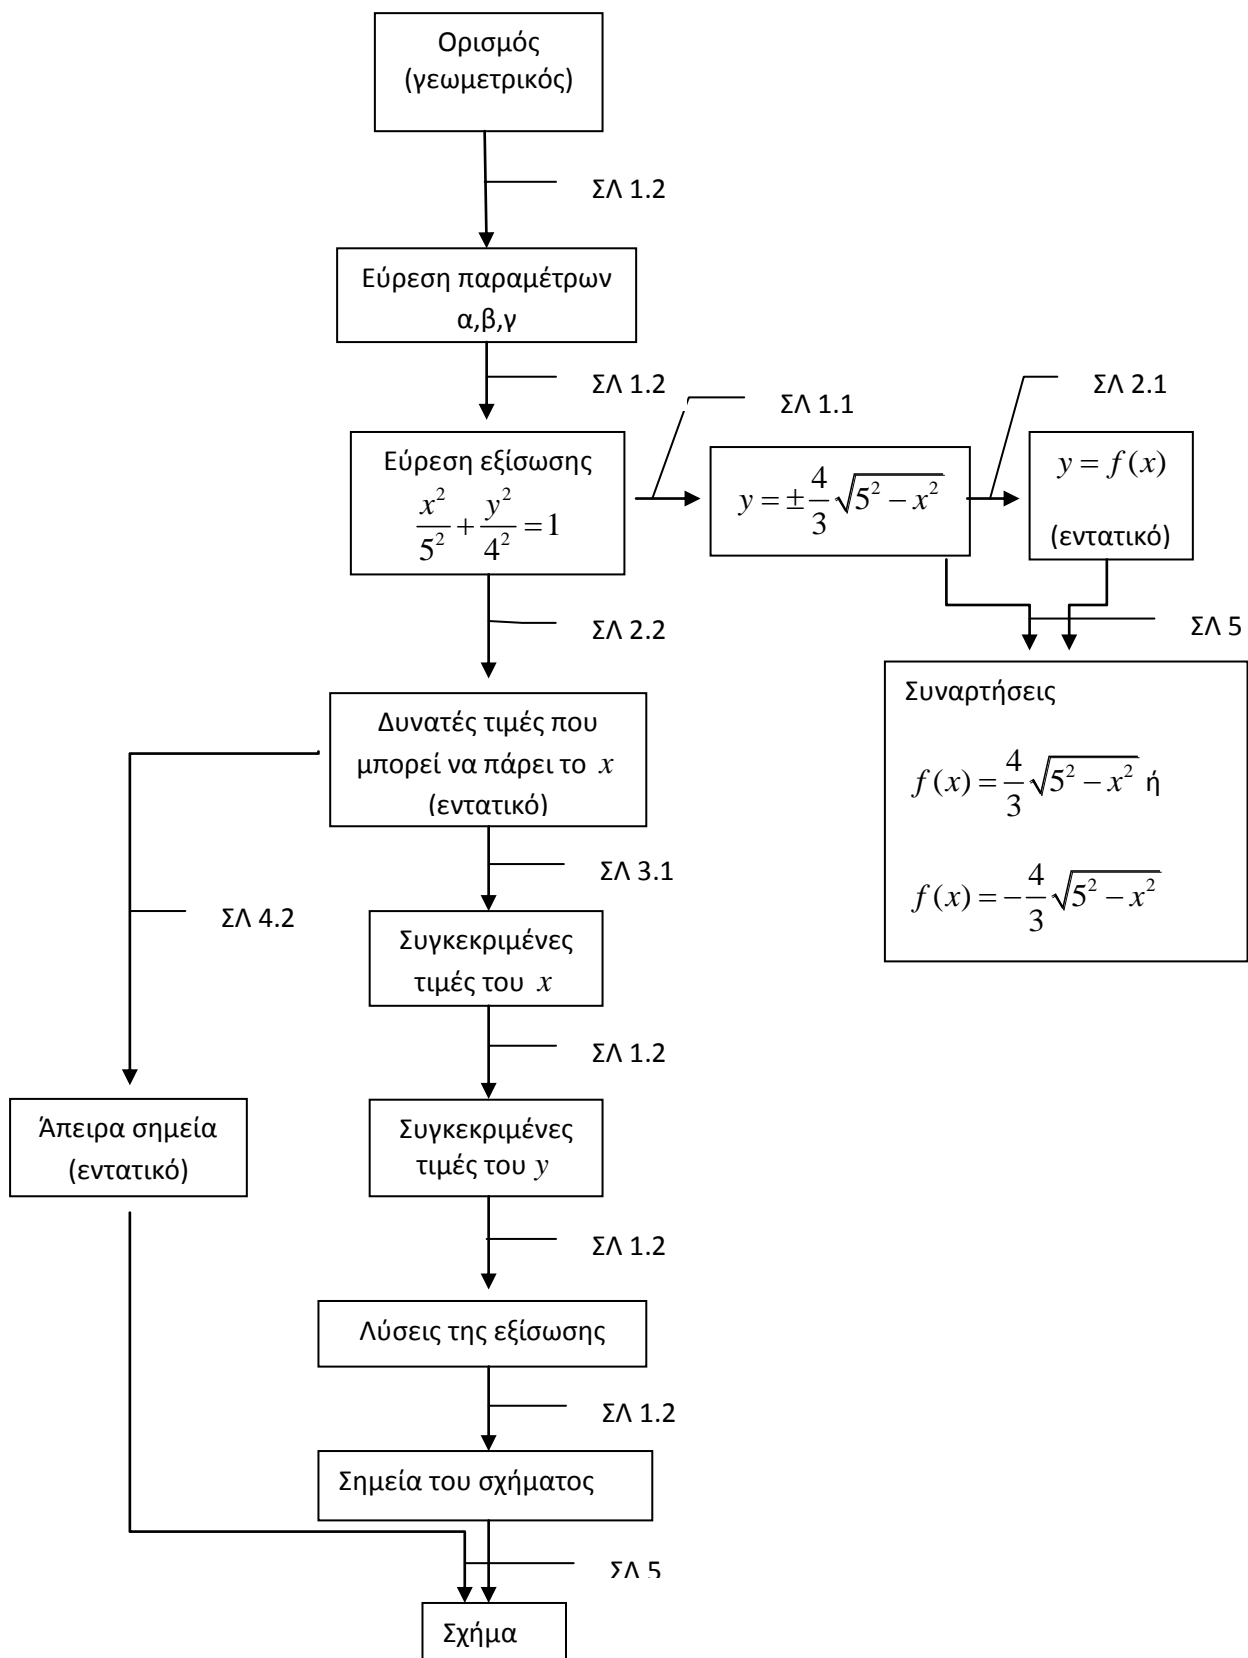 Ορισμός
(γεωμετρικός)
ΣΛ 1.2
Εύρεση παραμέτρων
α,β,γ
ΣΛ 1.2
ΣΛ 1.1
ΣΛ 2.1
Εύρεση εξίσωσης
x²/5² + y²/4² = 1
y = ±4/3 √(5² − x²)
y = f(x)
(εντατικό)
ΣΛ 2.2
ΣΛ 5
Συναρτήσεις
f(x) = 4/3 √(5² − x²) ή
f(x) = −4/3 √(5² − x²)
Δυνατές τιμές που
μπορεί να πάρει το x
(εντατικό)
ΣΛ 3.1
ΣΛ 4.2
Συγκεκριμένες
τιμές του x
ΣΛ 1.2
Άπειρα σημεία
(εντατικό)
Συγκεκριμένες
τιμές του y
ΣΛ 1.2
Λύσεις της εξίσωσης
ΣΛ 1.2
Σημεία του σχήματος
ΣΛ 5
Σχήμα